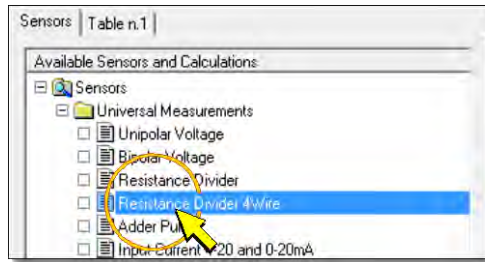 Sensors Table n.1
Available Sensors and Calculations
Sensors
Universal Measurements
Unipolar Voltage
Bipolar Voltage
Resistance Divider
Resistance Divider 4Wire
Adder
Input Current 4-20 and 0-20mA